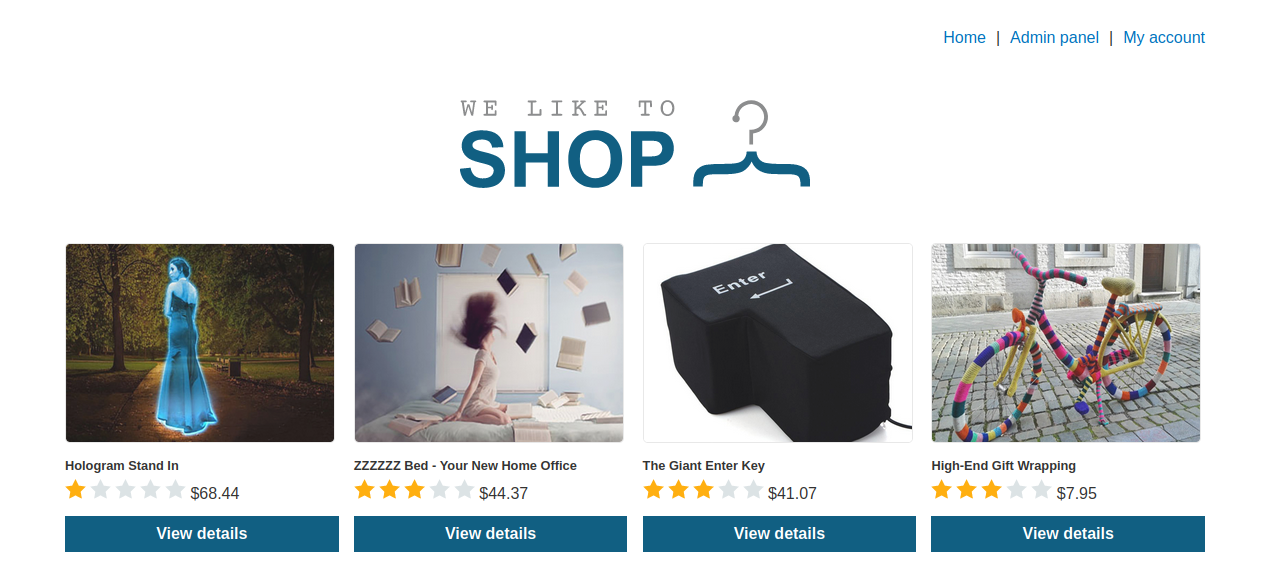 Home | Admin panel | My account
WE LIKE TO
SHOP
Enter
Hologram Stand In
$68.44
View details
ZZZZZZ Bed - Your New Home Office
$44.37
View details
The Giant Enter Key
$41.07
View details
High-End Gift Wrapping
$7.95
View details